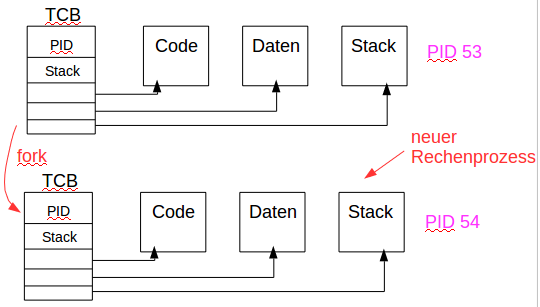 TCB
PID
Stack
Code
Daten
Stack
PID 53
fork
neuer
Rechenprozess
TCB
PID
Stack
Code
Daten
Stack
PID 54